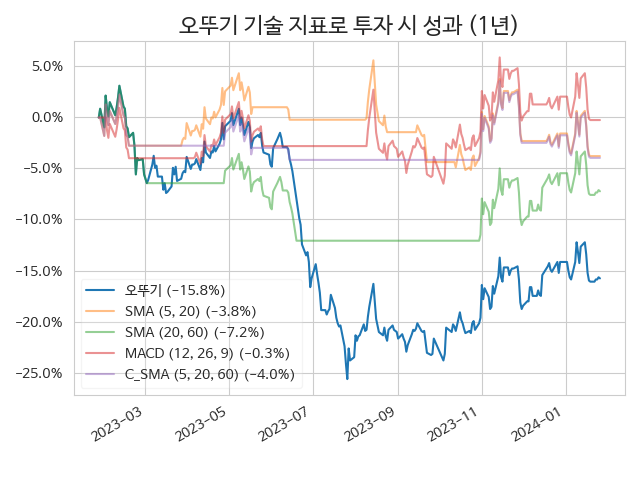 오뚜기 기술 지표로 투자 시 성과 (1년)
5.0%
0.0%
−5.0%
−10.0%
−15.0%
−20.0%
−25.0%
오뚜기 (−15.8%)
SMA (5, 20) (−3.8%)
SMA (20, 60) (−7.2%)
MACD (12, 26, 9) (−0.3%)
C_SMA (5, 20, 60) (−4.0%)
2023−03
2023−05
2023−07
2023−09
2023−11
2024−01